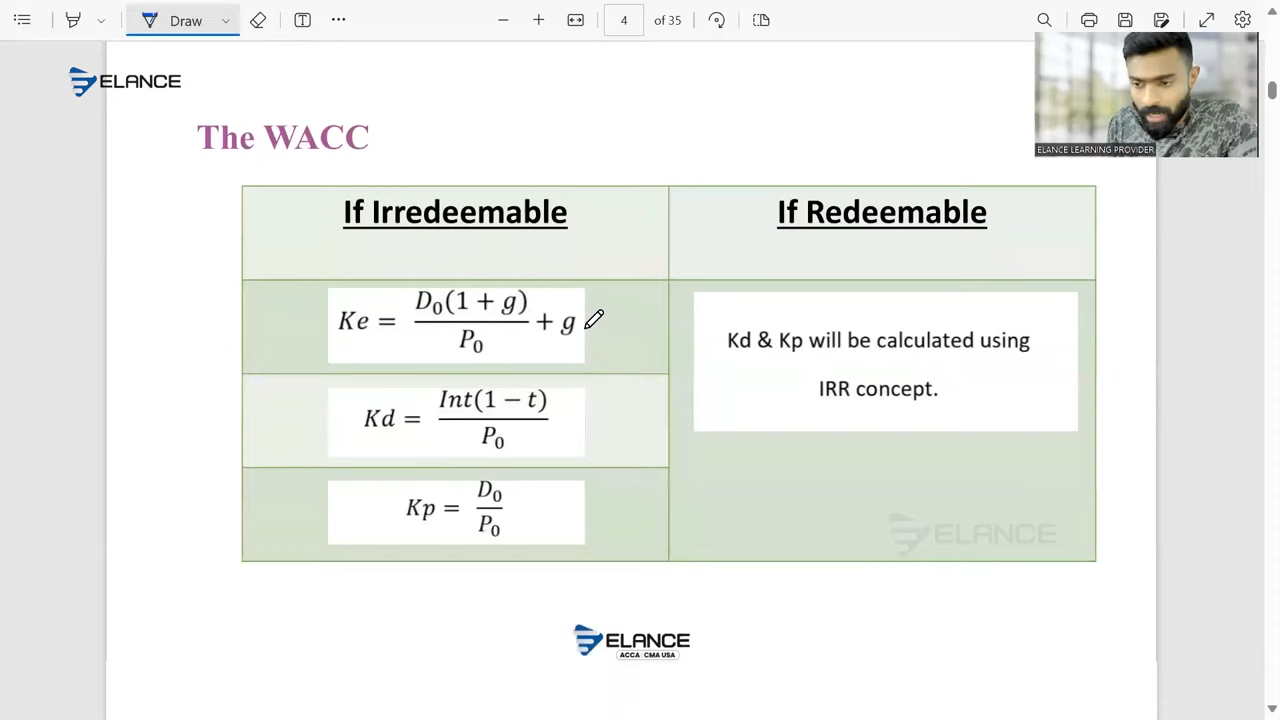 Draw
4
of 35
ELANCE
ELANCE LEARNING PROVIDER
The WACC
If Irredeemable
If Redeemable
Ke = D₀(1 + g)/P₀ + g
Kd & Kp will be calculated using
IRR concept.
Kd = Int(1 − t)/P₀
Kp = D₀/P₀
ELANCE
ELANCE
ACCA | CMA USA